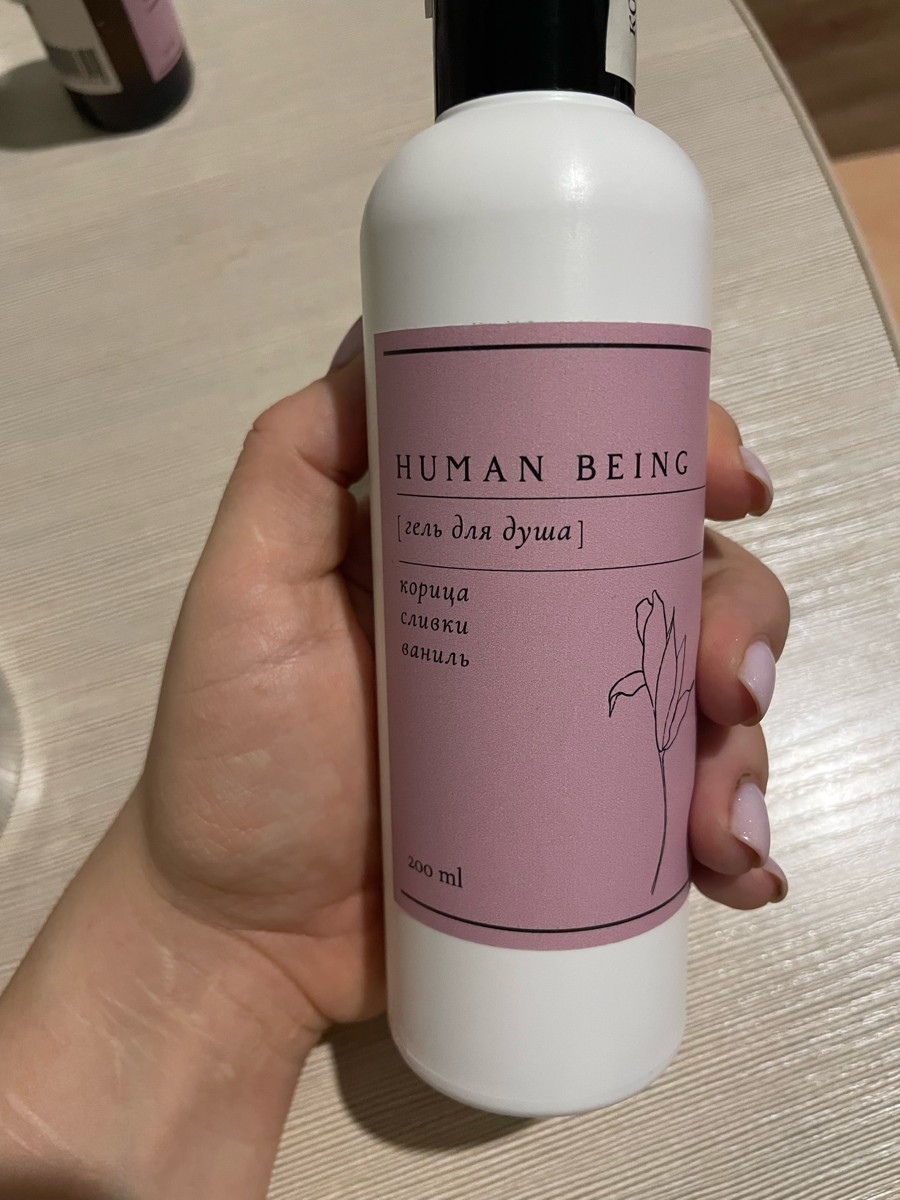 HUMAN BEING
[гель для душа]
корица
сливки
ваниль
200 ml